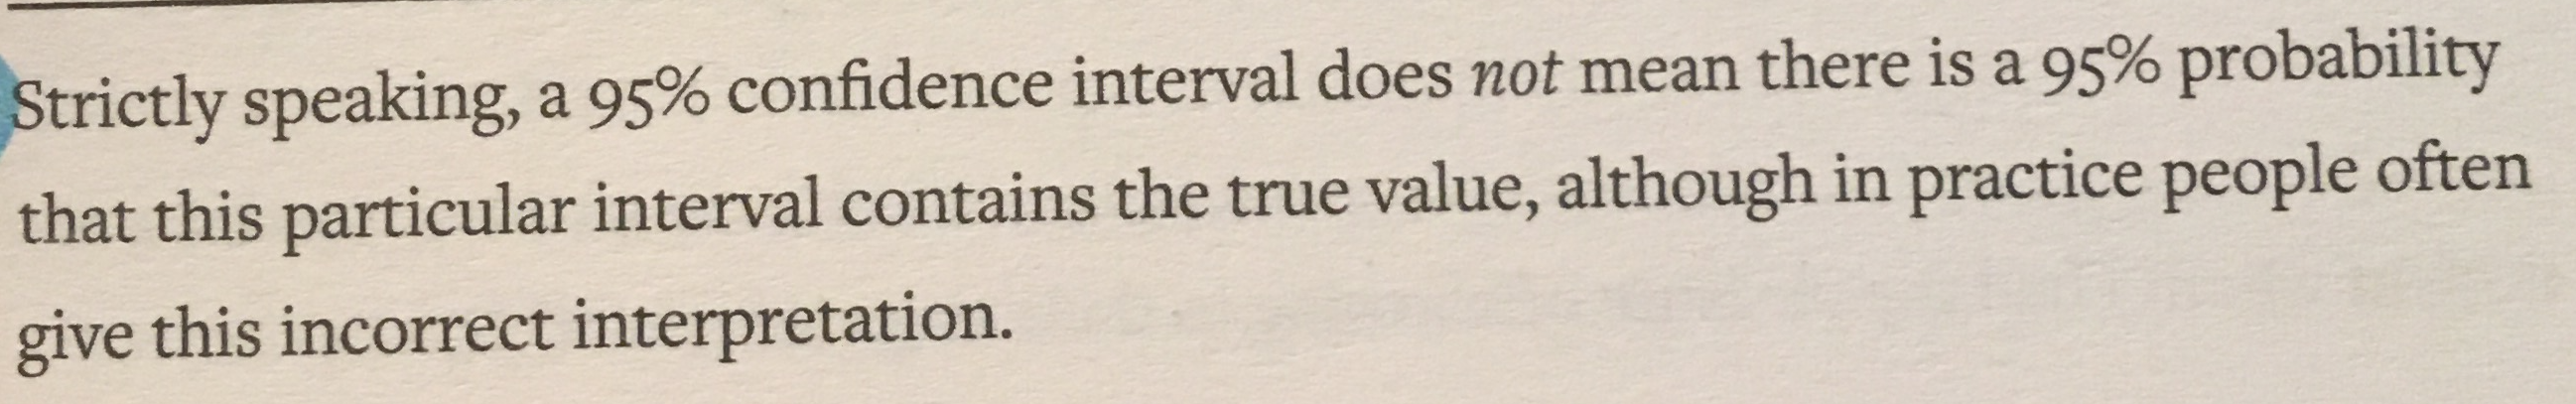 Strictly speaking, a 95% confidence interval does not mean there is a 95% probability
that this particular interval contains the true value, although in practice people often
give this incorrect interpretation.